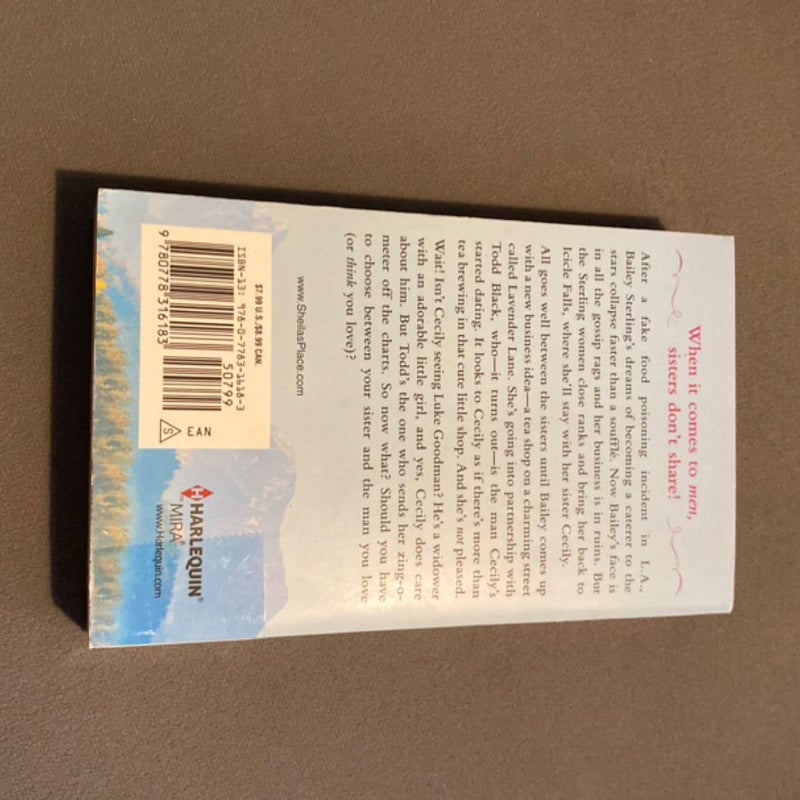 When it comes to men,
sisters don't share!
After a fake food poisoning incident in L.A.,
Bailey Sterling's dreams of becoming a caterer to the
stars collapse faster than a soufflé. Now Bailey's face is
in all the gossip rags and her business is in ruins. But
the Sterling women close ranks and bring her back to
Icicle Falls, where she'll stay with her sister Cecily.
All goes well between the sisters until Bailey comes up
with a new business idea—a tea shop on a charming street
called Lavender Lane. She's going into partnership with
Todd Black, who—it turns out—is the man Cecily's
started dating. It looks to Cecily as if there's more than
tea brewing in that cute little shop. And she's not pleased.
Wait! Isn't Cecily seeing Luke Goodman? He's a widower
with an adorable little girl, and yes, Cecily does care
about him. But Todd's the one who sends her zing-o-
meter off the charts. So now what? Should you have
to choose between your sister and the man you love
(or think you love)?
www.SheilasPlace.com
$7.99 U.S./$8.99 CAN.
ISBN-13: 978-0-7783-1618-3
50799
9 780778 316183
S EAN
HARLEQUIN®
MIRA®
www.Harlequin.com